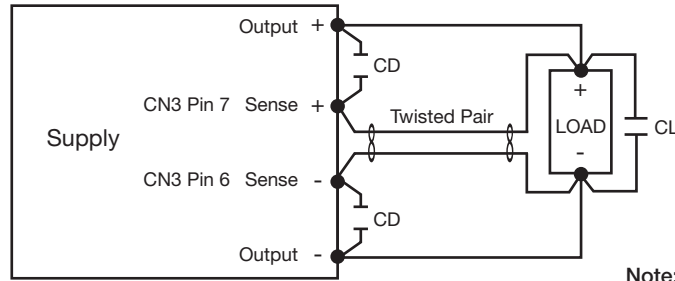 Output +
CD
CN3 Pin 7 Sense +
Twisted Pair
+
LOAD
-
CL
Supply
CN3 Pin 6 Sense -
CD
Output -
Note: